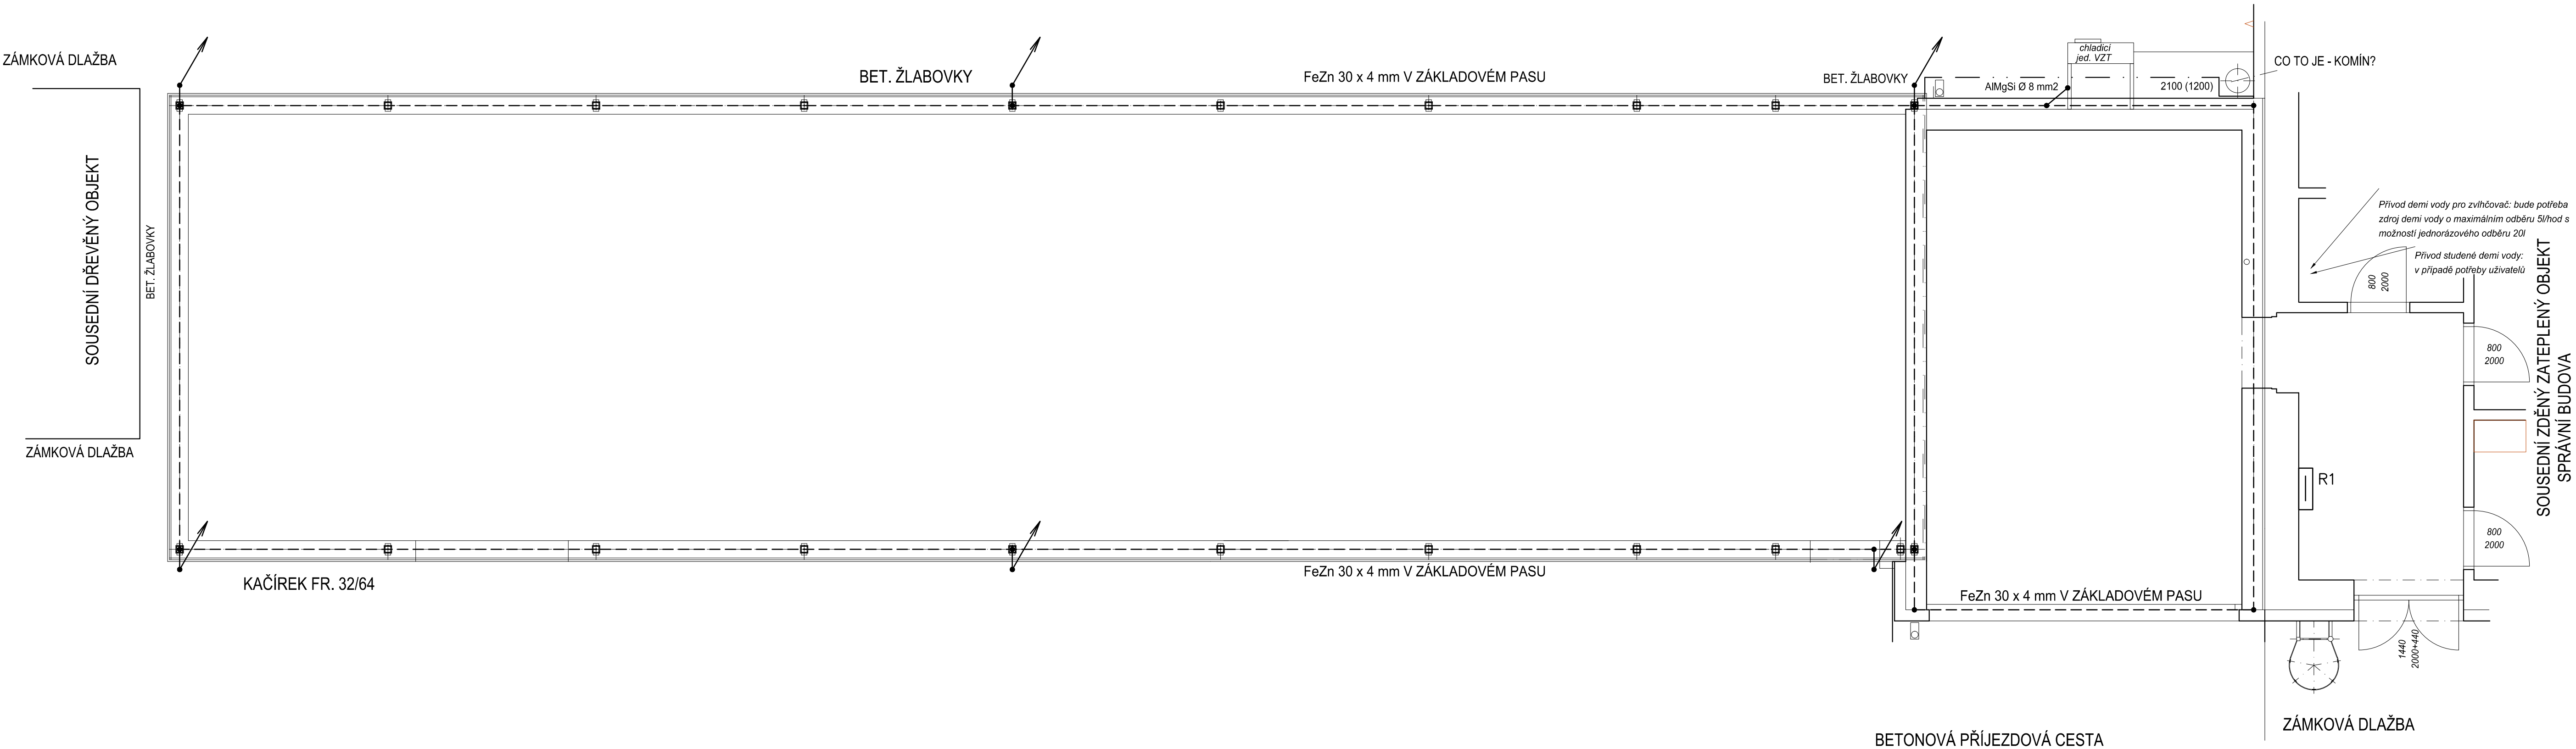 ZÁMKOVÁ DLAŽBA
BET. ŽLABOVKY
FeZn 30 x 4 mm V ZÁKLADOVÉM PASU
BET. ŽLABOVKY
chladici
jed. VZT
AlMgSi Ø 8 mm2
2100 (1200)
CO TO JE - KOMÍN?
SOUSEDNÍ DŘEVĚNÝ OBJEKT
BET. ŽLABOVKY
Přívod demi vody pro zvlhčovač: bude potřeba
zdroj demi vody o maximálním odběru 5l/hod s
možností jednorázového odběru 20l
Přívod studené demi vody:
v případě potřeby uživatelů
800
2000
800
2000
SOUSEDNÍ ZDĚNÝ ZATEPLENÝ OBJEKT
SPRÁVNÍ BUDOVA
ZÁMKOVÁ DLAŽBA
R1
800
2000
KAČÍREK FR. 32/64
FeZn 30 x 4 mm V ZÁKLADOVÉM PASU
FeZn 30 x 4 mm V ZÁKLADOVÉM PASU
1440
2000+440
BETONOVÁ PŘÍJEZDOVÁ CESTA
ZÁMKOVÁ DLAŽBA